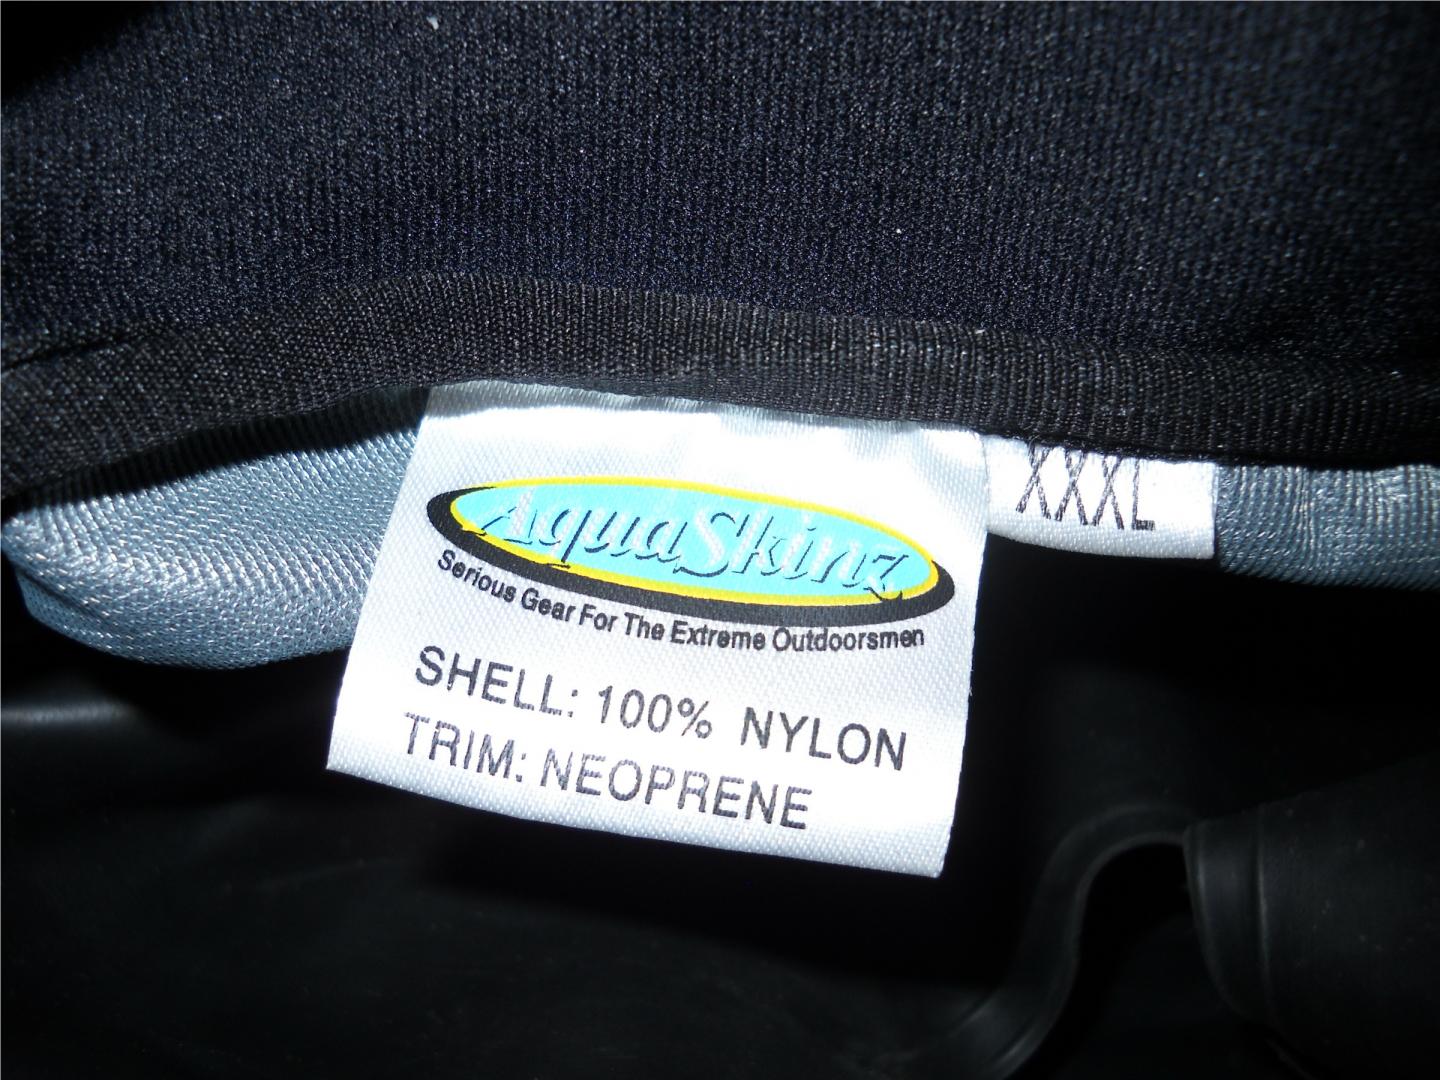 AquaSkinz
Serious Gear For The Extreme Outdoorsmen
SHELL: 100% NYLON
TRIM: NEOPRENE
XXXL